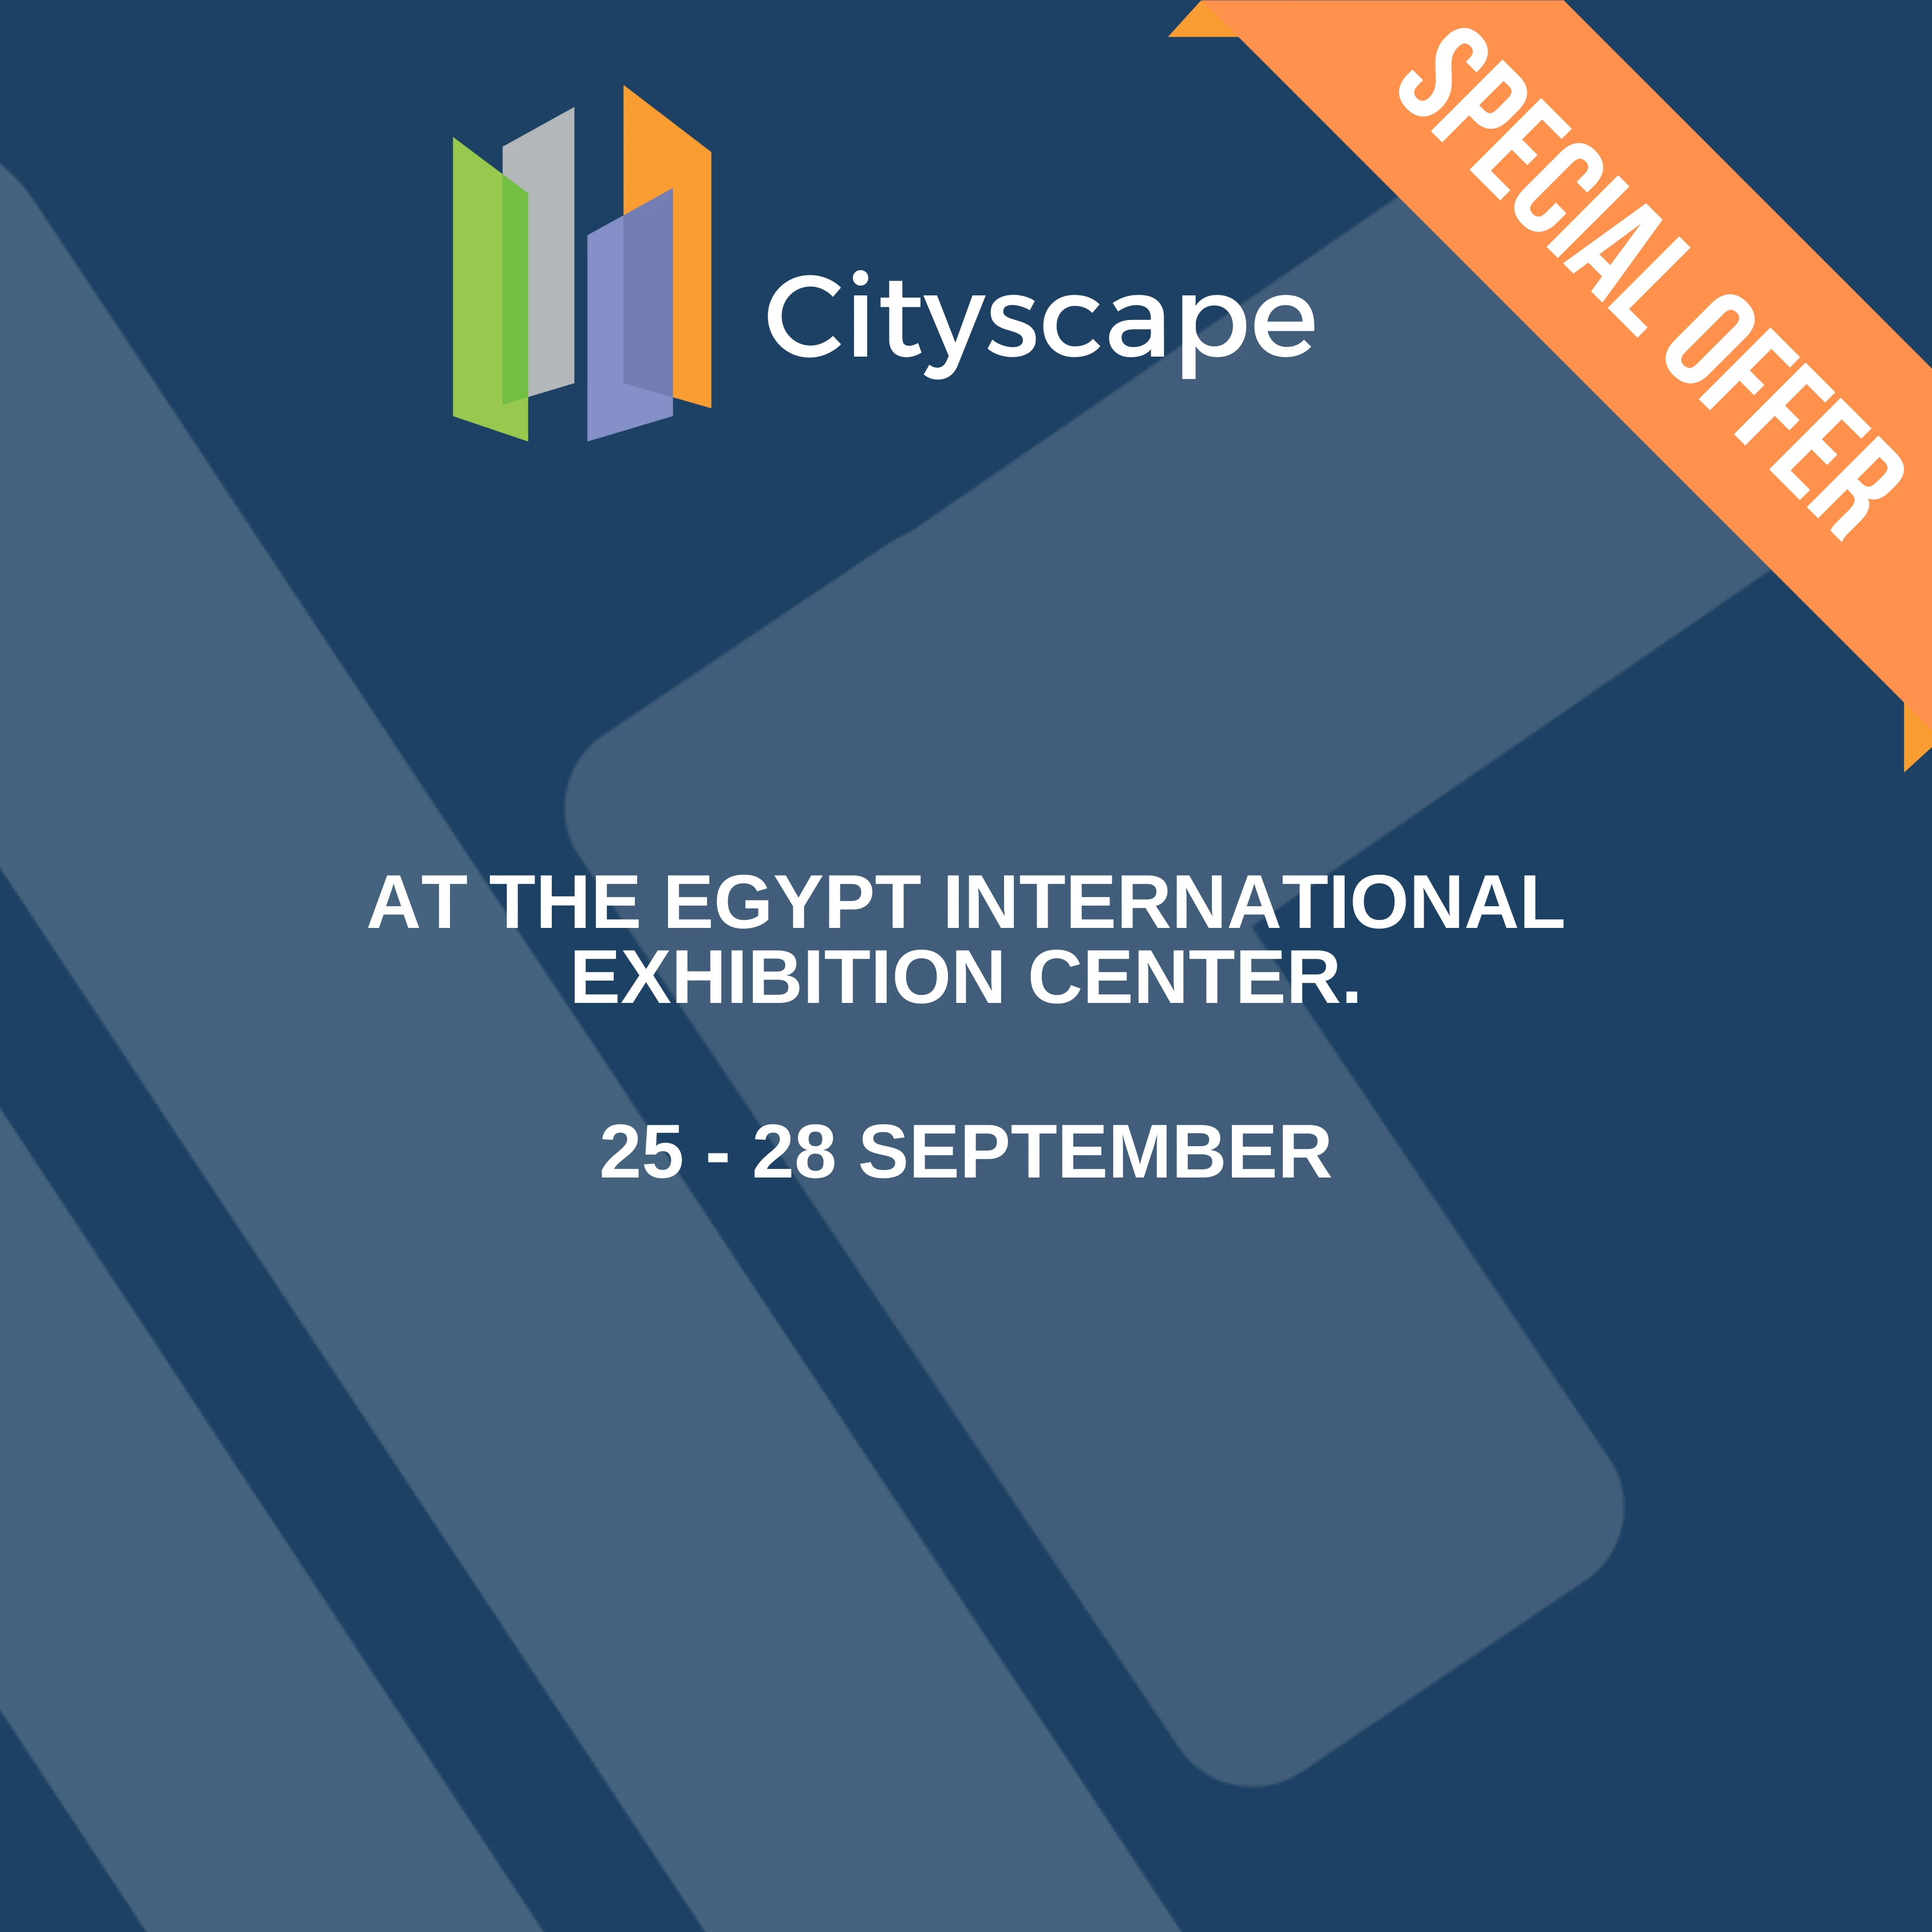 SPECIAL OFFER
Cityscape
AT THE EGYPT INTERNATIONAL
EXHIBITION CENTER.
25 - 28 SEPTEMBER